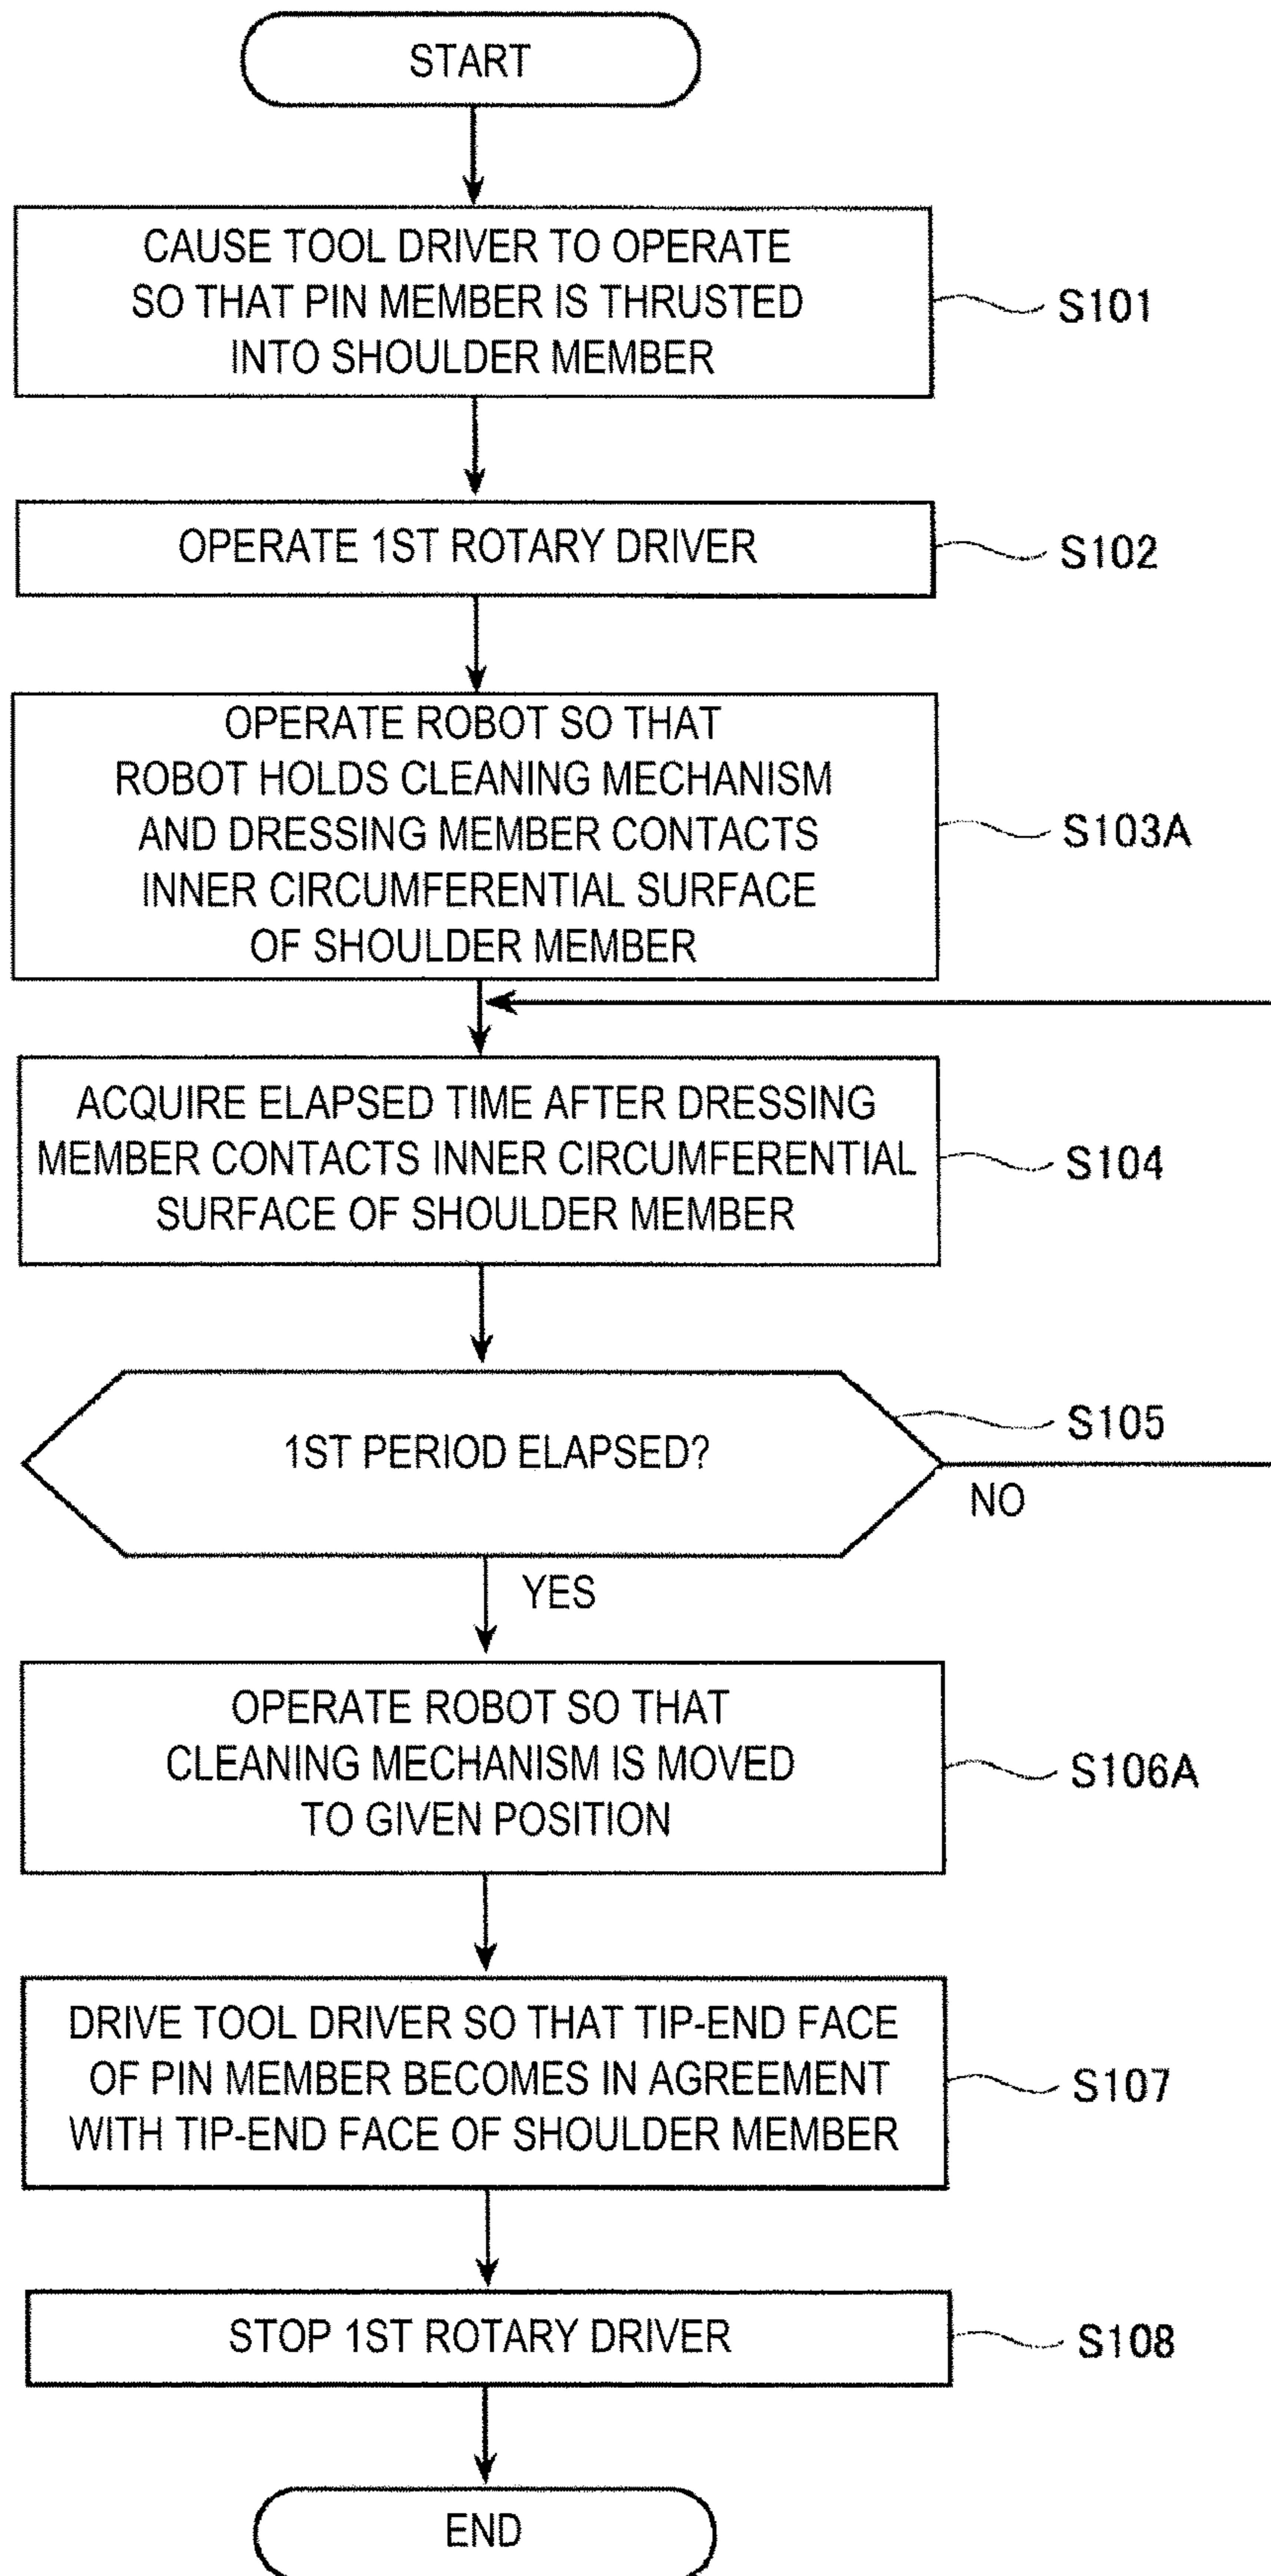 START
CAUSE TOOL DRIVER TO OPERATE
SO THAT PIN MEMBER IS THRUSTED
INTO SHOULDER MEMBER
S101
OPERATE 1ST ROTARY DRIVER
S102
OPERATE ROBOT SO THAT
ROBOT HOLDS CLEANING MECHANISM
AND DRESSING MEMBER CONTACTS
INNER CIRCUMFERENTIAL SURFACE
OF SHOULDER MEMBER
S103A
ACQUIRE ELAPSED TIME AFTER DRESSING
MEMBER CONTACTS INNER CIRCUMFERENTIAL
SURFACE OF SHOULDER MEMBER
S104
1ST PERIOD ELAPSED?
S105
NO
YES
OPERATE ROBOT SO THAT
CLEANING MECHANISM IS MOVED
TO GIVEN POSITION
S106A
DRIVE TOOL DRIVER SO THAT TIP-END FACE
OF PIN MEMBER BECOMES IN AGREEMENT
WITH TIP-END FACE OF SHOULDER MEMBER
S107
STOP 1ST ROTARY DRIVER
S108
END